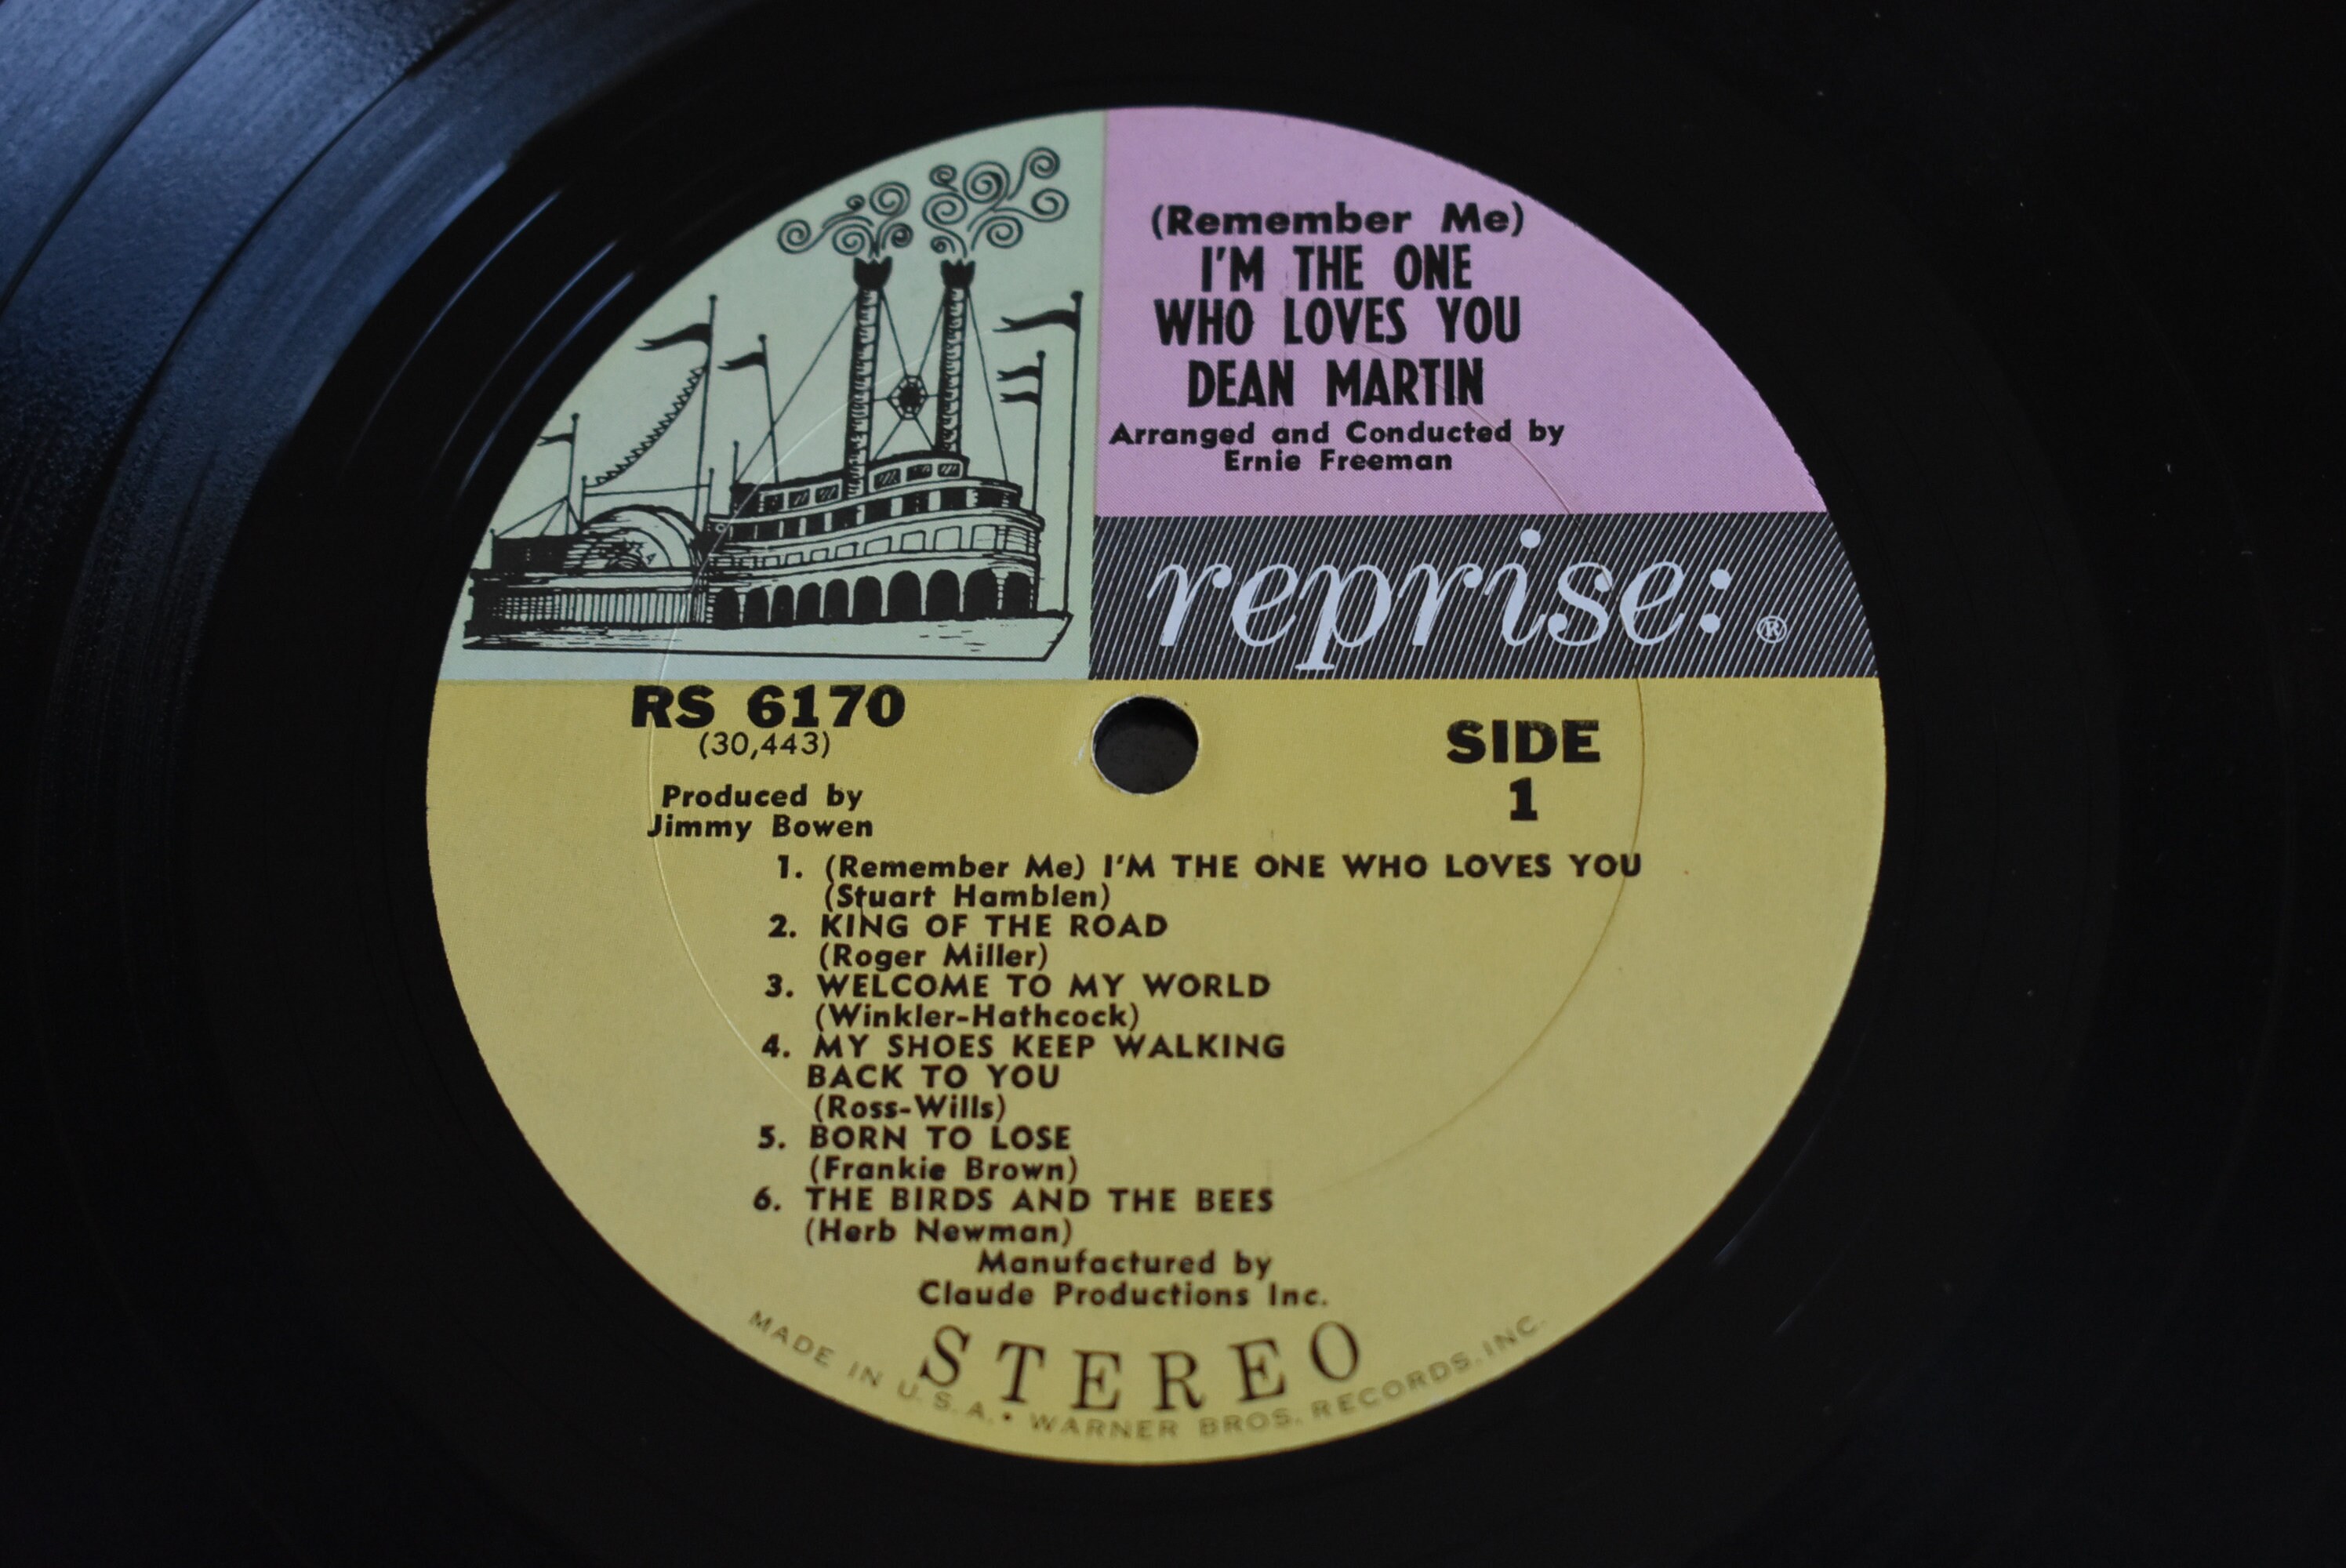 (Remember Me)
I'M THE ONE
WHO LOVES YOU
DEAN MARTIN
Arranged and Conducted by
Ernie Freeman
reprise: ®
RS 6170
(30,443)
Produced by
Jimmy Bowen
SIDE
1
1. (Remember Me) I'M THE ONE WHO LOVES YOU
(Stuart Hamblen)
2. KING OF THE ROAD
(Roger Miller)
3. WELCOME TO MY WORLD
(Winkler-Hathcock)
4. MY SHOES KEEP WALKING
BACK TO YOU
(Ross-Wills)
5. BORN TO LOSE
(Frankie Brown)
6. THE BIRDS AND THE BEES
(Herb Newman)
Manufactured by
Claude Productions Inc.
STEREO
MADE IN U.S.A. • WARNER BROS. RECORDS, INC.